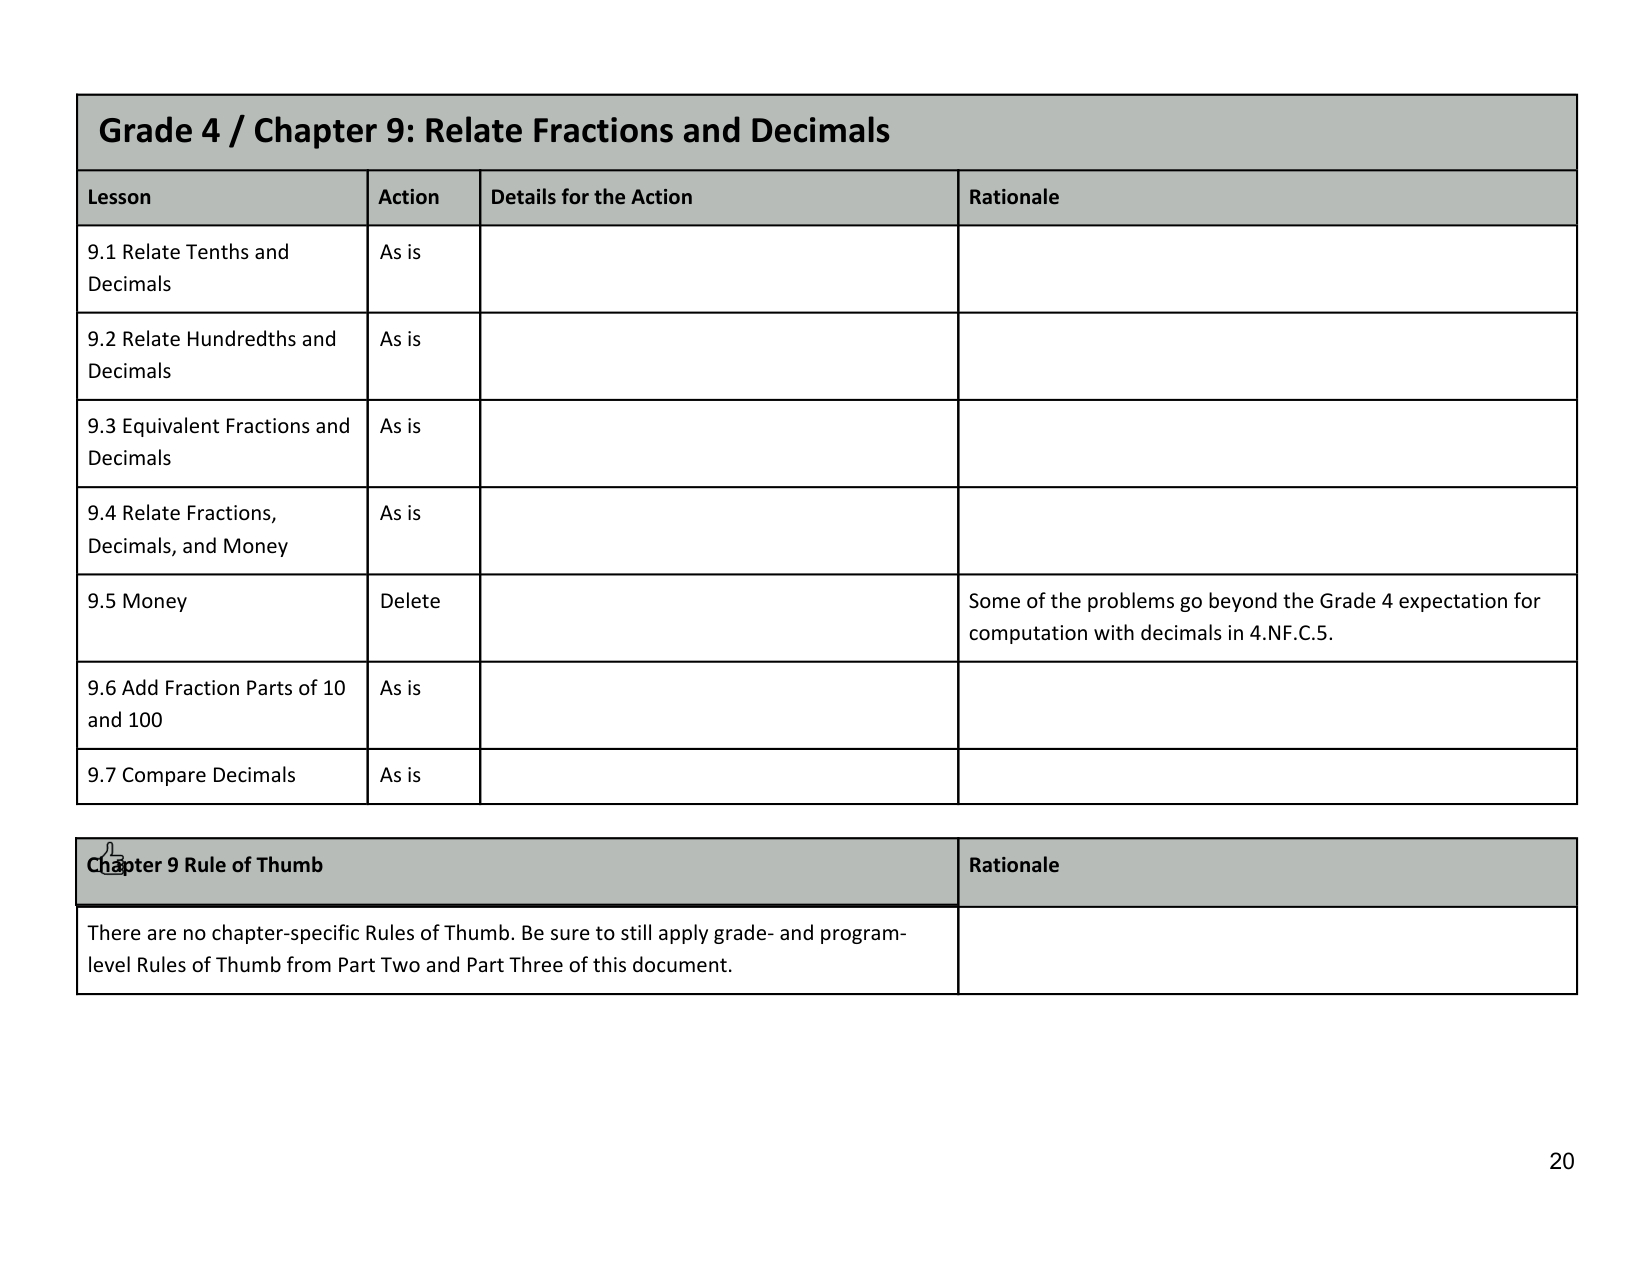 Grade 4 / Chapter 9: Relate Fractions and Decimals
Lesson Action Details for the Action Rationale
9.1 Relate Tenths and As is
Decimals
9.2 Relate Hundredths and As is
Decimals
9.3 Equivalent Fractions and As is
Decimals
9.4 Relate Fractions, As is
Decimals, and Money
9.5 Money Delete Some of the problems go beyond the Grade 4 expectation for
computation with decimals in 4.NF.C.5.
9.6 Add Fraction Parts of 10 As is
and 100
9.7 Compare Decimals As is
Chapter 9 Rule of Thumb Rationale
There are no chapter-specific Rules of Thumb. Be sure to still apply grade- and program-
level Rules of Thumb from Part Two and Part Three of this document.
20